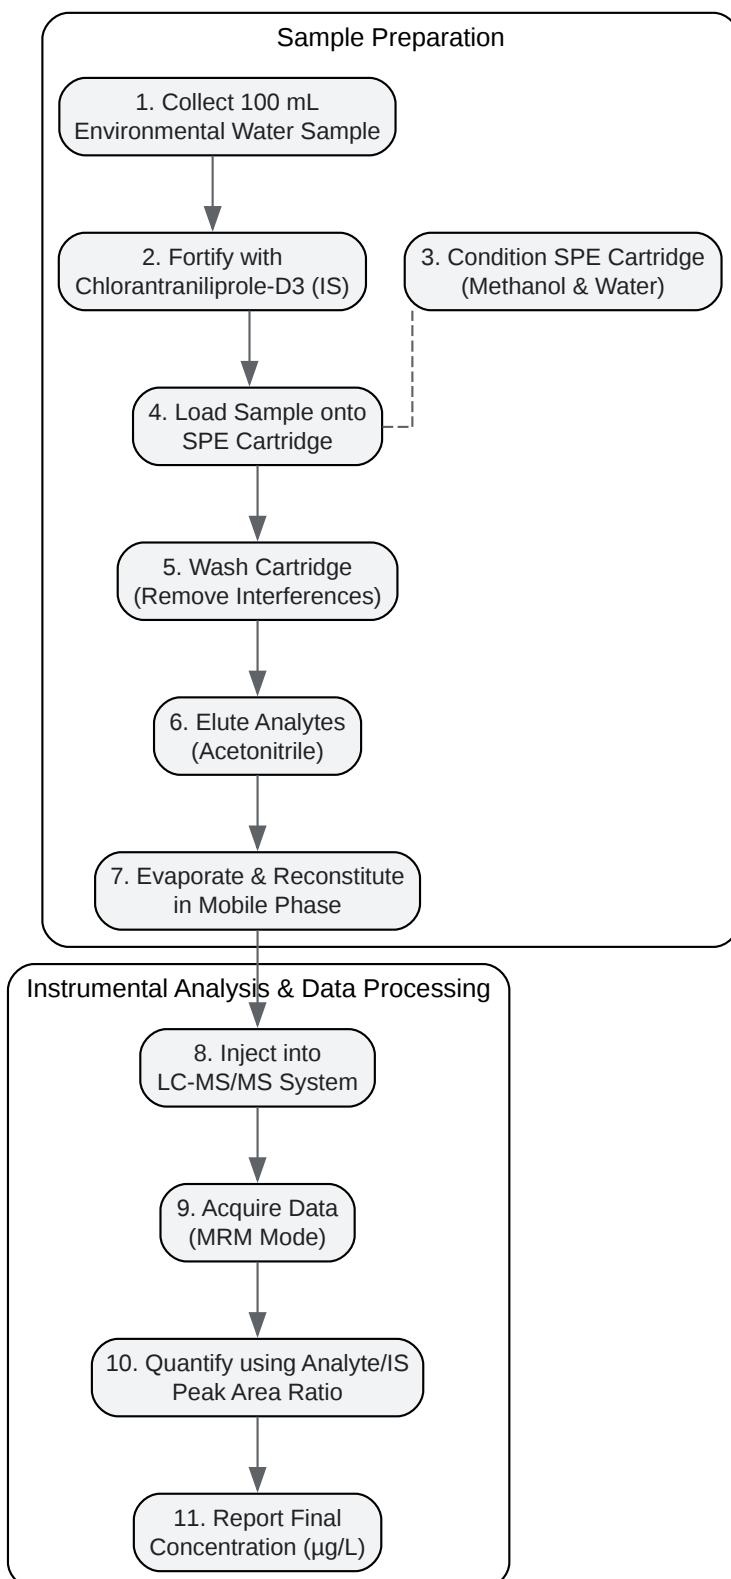 Sample Preparation
1. Collect 100 mL
Environmental Water Sample
2. Fortify with
Chlorantraniliprole-D3 (IS)
3. Condition SPE Cartridge
(Methanol & Water)
4. Load Sample onto
SPE Cartridge
5. Wash Cartridge
(Remove Interferences)
6. Elute Analytes
(Acetonitrile)
7. Evaporate & Reconstitute
in Mobile Phase
Instrumental Analysis & Data Processing
8. Inject into
LC-MS/MS System
9. Acquire Data
(MRM Mode)
10. Quantify using Analyte/IS
Peak Area Ratio
11. Report Final
Concentration (µg/L)